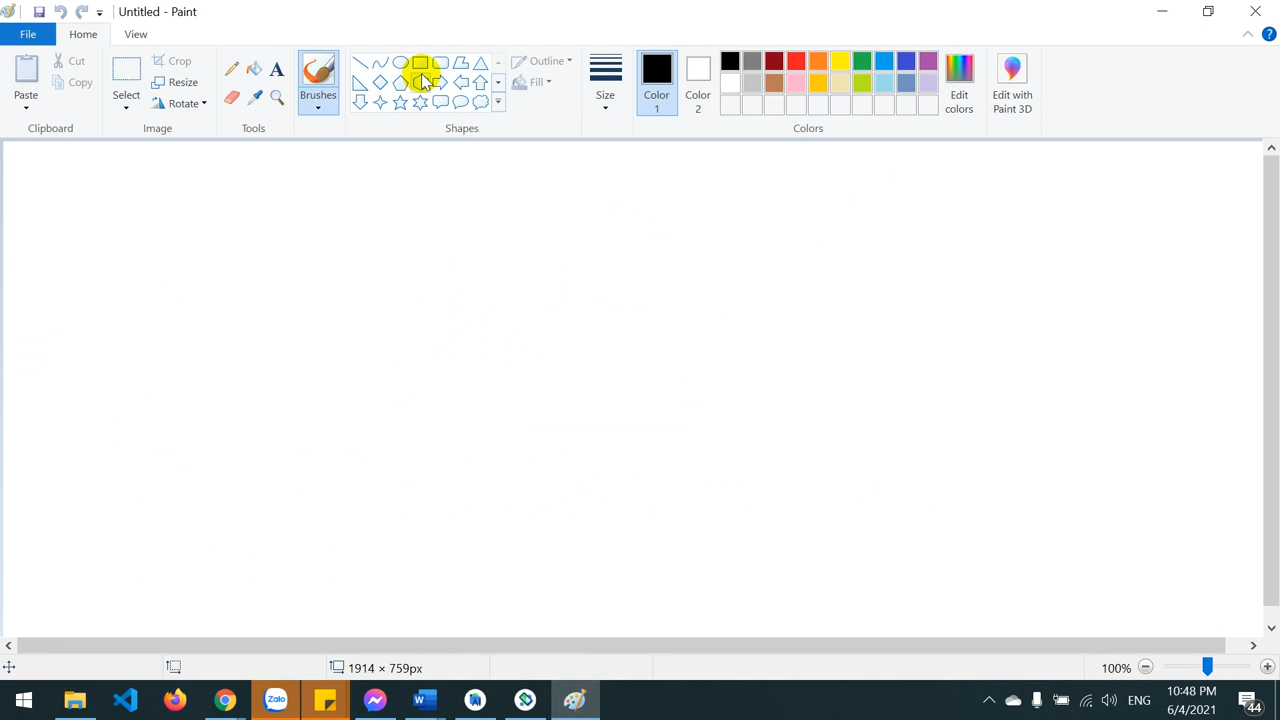 Untitled - Paint
File Home View
Paste Cut Copy
Clipboard
Select Crop Resize Rotate
Image
A
Tools
Brushes
Outline Fill
Shapes
Size
Color 1 Color 2
Edit colors
Colors
Edit with Paint 3D
1914 × 759px 100%
Zalo ENG 10:48 PM
6/4/2021 44